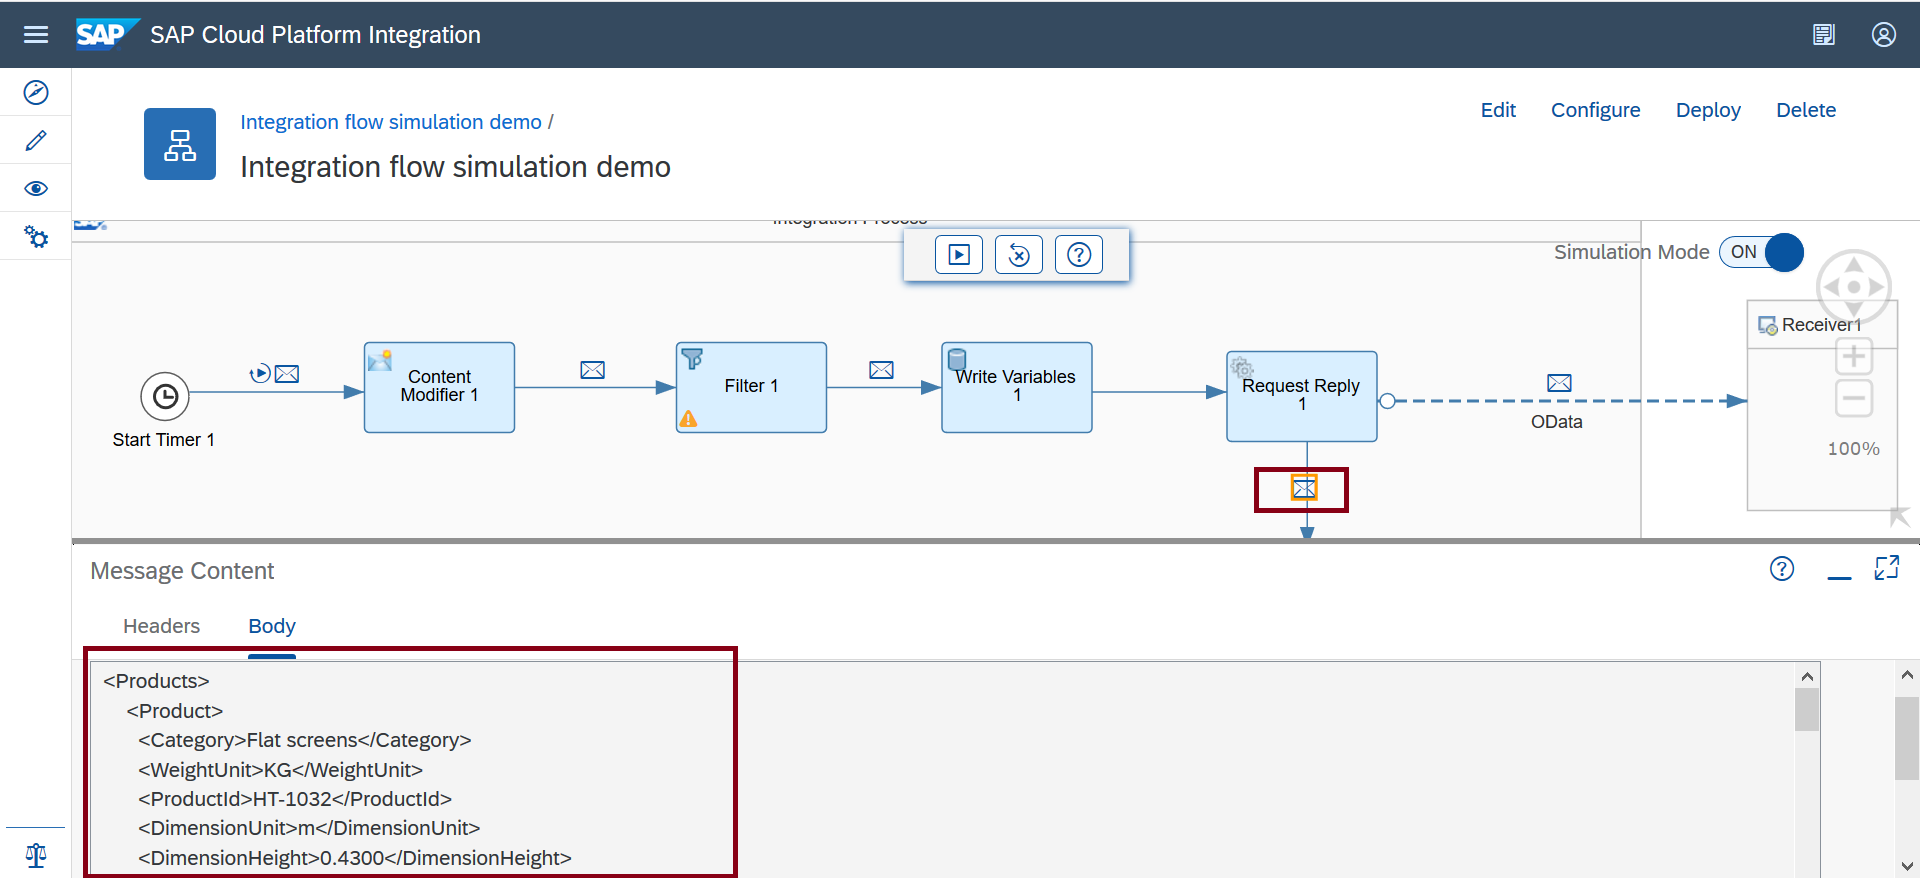 SAP SAP Cloud Platform Integration
Integration flow simulation demo /
Integration flow simulation demo
Edit Configure Deploy Delete
Integration Process
Simulation Mode ON
Receiver1
Content
Modifier 1
Filter 1
Write Variables
1
Request Reply
1
Start Timer 1
OData
100%
Message Content
Headers Body
<Products>
<Product>
<Category>Flat screens</Category>
<WeightUnit>KG</WeightUnit>
<ProductId>HT-1032</ProductId>
<DimensionUnit>m</DimensionUnit>
<DimensionHeight>0.4300</DimensionHeight>